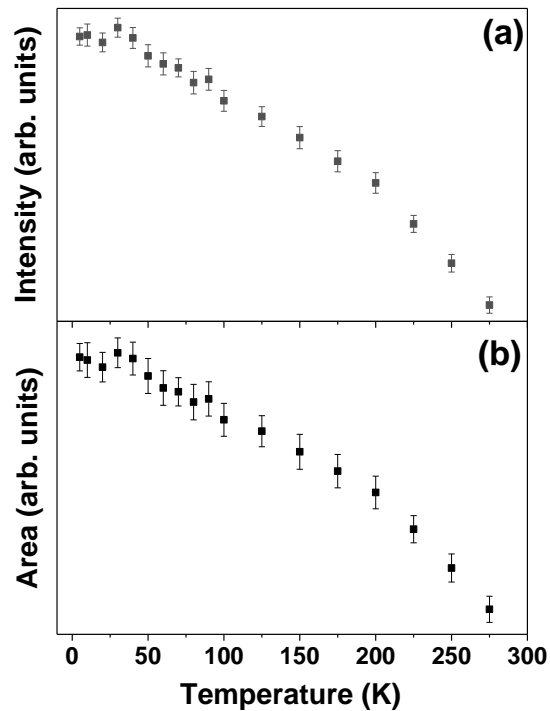 (a)
Intensity (arb. units)
(b)
Area (arb. units)
0 50 100 150 200 250 300
Temperature (K)